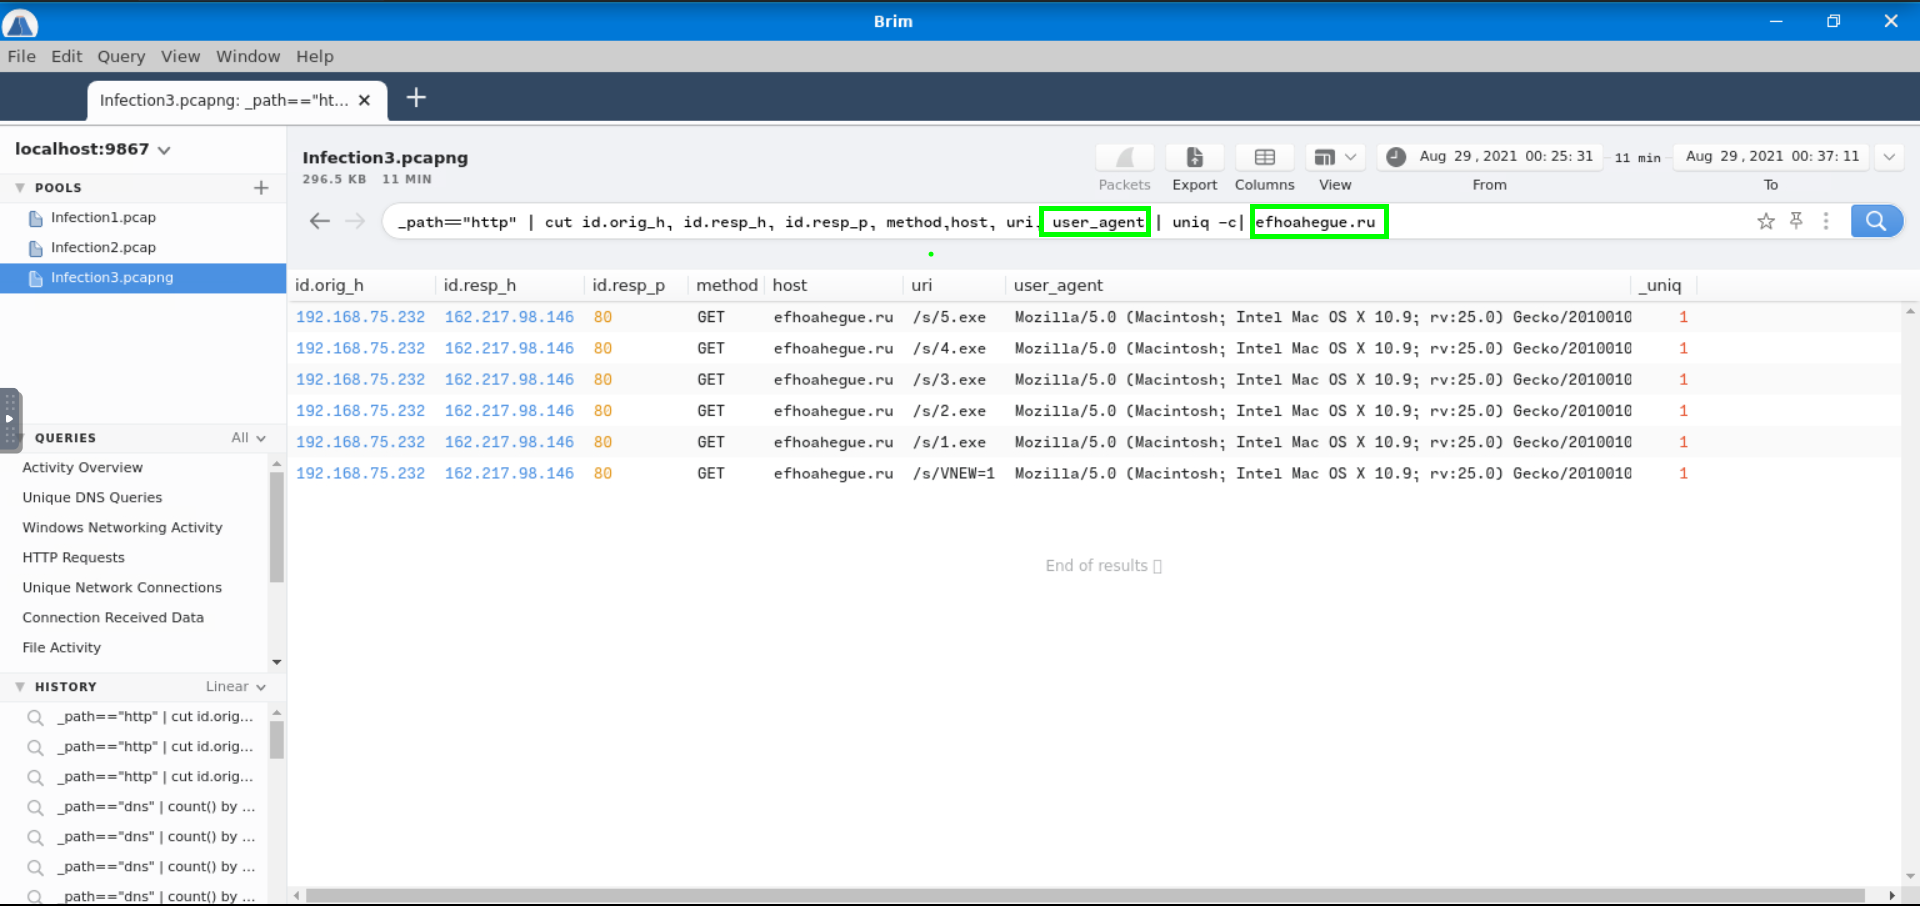 Brim
File Edit Query View Window Help
Infection3.pcapng: _path=="ht...
localhost:9867
POOLS
Infection1.pcap
Infection2.pcap
Infection3.pcapng
QUERIES All
Activity Overview
Unique DNS Queries
Windows Networking Activity
HTTP Requests
Unique Network Connections
Connection Received Data
File Activity
HISTORY Linear
_path=="http" | cut id.orig...
_path=="http" | cut id.orig...
_path=="http" | cut id.orig...
_path=="dns" | count() by ...
_path=="dns" | count() by ...
_path=="dns" | count() by ...
_path=="dns" | count() by ...
Infection3.pcapng
296.5 KB 11 MIN
Packets Export Columns View
Aug 29, 2021 00:25:31 11 min Aug 29, 2021 00:37:11
From To
_path=="http" | cut id.orig_h, id.resp_h, id.resp_p, method,host, uri, user_agent | uniq -c| efhoahegue.ru
id.orig_h id.resp_h id.resp_p method host uri user_agent _uniq
192.168.75.232 162.217.98.146 80 GET efhoahegue.ru /s/5.exe Mozilla/5.0 (Macintosh; Intel Mac OS X 10.9; rv:25.0) Gecko/2010010 1
192.168.75.232 162.217.98.146 80 GET efhoahegue.ru /s/4.exe Mozilla/5.0 (Macintosh; Intel Mac OS X 10.9; rv:25.0) Gecko/2010010 1
192.168.75.232 162.217.98.146 80 GET efhoahegue.ru /s/3.exe Mozilla/5.0 (Macintosh; Intel Mac OS X 10.9; rv:25.0) Gecko/2010010 1
192.168.75.232 162.217.98.146 80 GET efhoahegue.ru /s/2.exe Mozilla/5.0 (Macintosh; Intel Mac OS X 10.9; rv:25.0) Gecko/2010010 1
192.168.75.232 162.217.98.146 80 GET efhoahegue.ru /s/1.exe Mozilla/5.0 (Macintosh; Intel Mac OS X 10.9; rv:25.0) Gecko/2010010 1
192.168.75.232 162.217.98.146 80 GET efhoahegue.ru /s/VNEW=1 Mozilla/5.0 (Macintosh; Intel Mac OS X 10.9; rv:25.0) Gecko/2010010 1
End of results